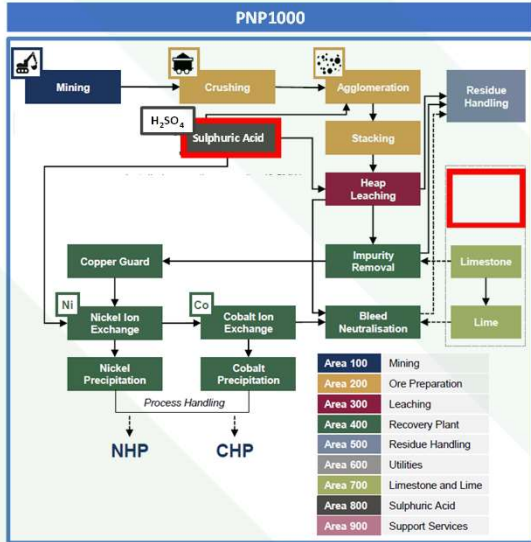 PNP1000
Mining
Crushing
Agglomeration
Residue
Handling
H₂SO₄
Sulphuric Acid
Stacking
Heap
Leaching
Copper Guard
Impurity
Removal
Limestone
Ni
Nickel Ion
Exchange
Co
Cobalt Ion
Exchange
Bleed
Neutralisation
Lime
Nickel
Precipitation
Cobalt
Precipitation
Process Handling
NHP
CHP
Area 100 Mining
Area 200 Ore Preparation
Area 300 Leaching
Area 400 Recovery Plant
Area 500 Residue Handling
Area 600 Utilities
Area 700 Limestone and Lime
Area 800 Sulphuric Acid
Area 900 Support Services